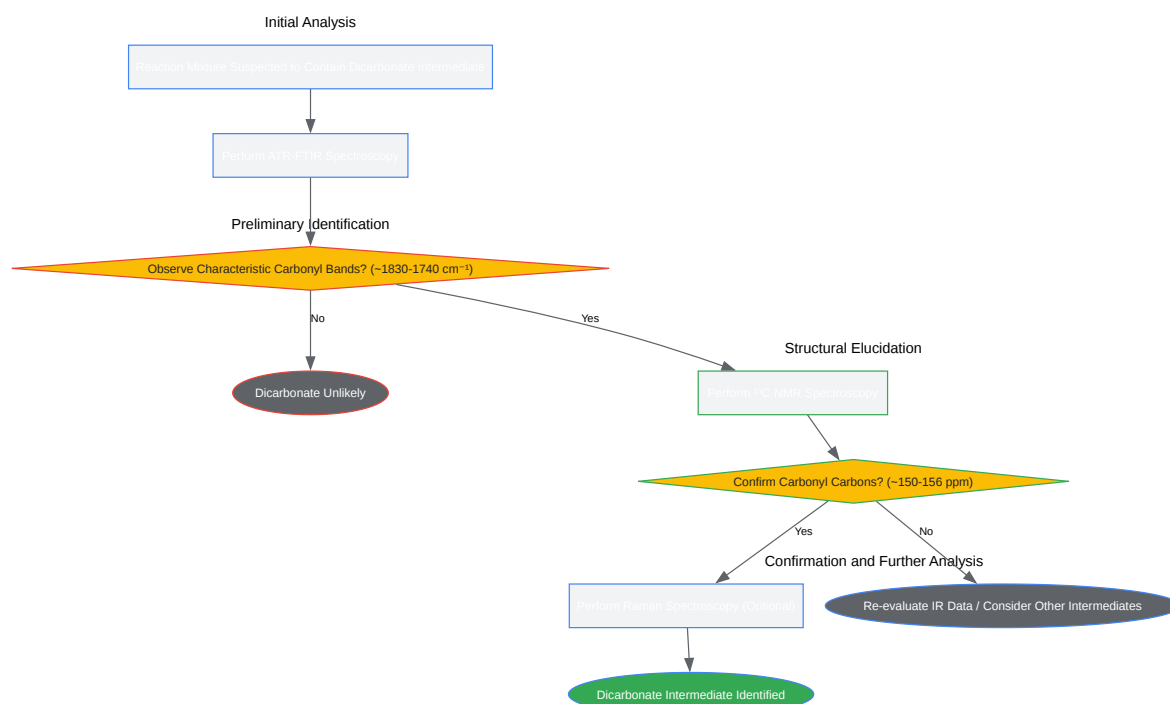 Initial Analysis
Reaction Mixture Suspected to Contain Dicarbonate Intermediate
Perform ATR-FTIR Spectroscopy
Preliminary Identification
Observe Characteristic Carbonyl Bands? (~1830-1740 cm⁻¹)
No
Yes
Dicarbonate Unlikely
Structural Elucidation
Perform ¹³C NMR Spectroscopy
Confirm Carbonyl Carbons? (~150-156 ppm)
Yes
No
Confirmation and Further Analysis
Perform Raman Spectroscopy (Optional)
Re-evaluate IR Data / Consider Other Intermediates
Dicarbonate Intermediate Identified